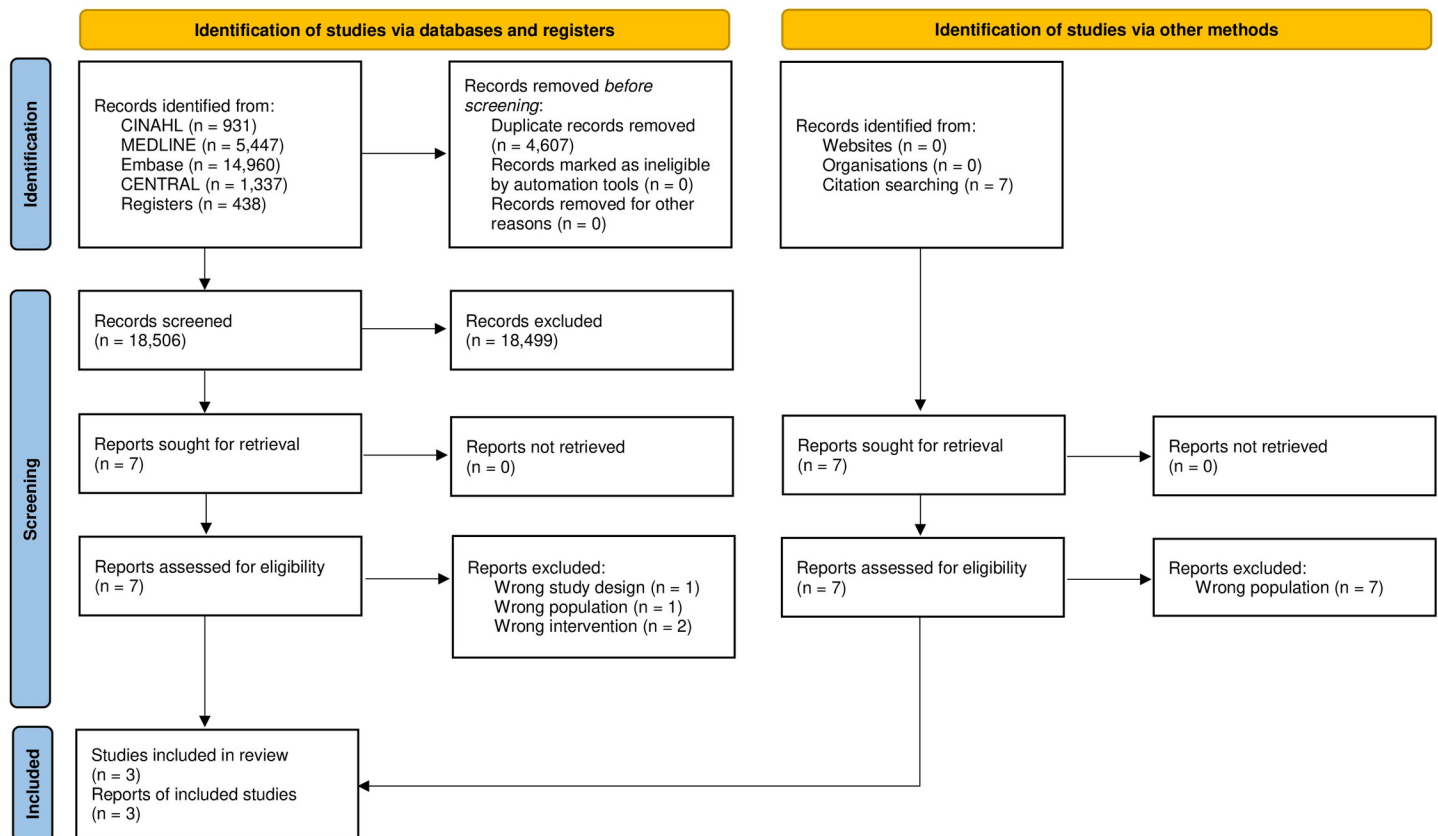 Identification of studies via databases and registers
Identification of studies via other methods
Identification
Records identified from:
CINAHL (n = 931)
MEDLINE (n = 5,447)
Embase (n = 14,960)
CENTRAL (n = 1,337)
Registers (n = 438)
Records removed before
screening:
Duplicate records removed
(n = 4,607)
Records marked as ineligible
by automation tools (n = 0)
Records removed for other
reasons (n = 0)
Records identified from:
Websites (n = 0)
Organisations (n = 0)
Citation searching (n = 7)
Screening
Records screened
(n = 18,506)
Records excluded
(n = 18,499)
Reports sought for retrieval
(n = 7)
Reports not retrieved
(n = 0)
Reports sought for retrieval
(n = 7)
Reports not retrieved
(n = 0)
Reports assessed for eligibility
(n = 7)
Reports excluded:
Wrong study design (n = 1)
Wrong population (n = 1)
Wrong intervention (n = 2)
Reports assessed for eligibility
(n = 7)
Reports excluded:
Wrong population (n = 7)
Included
Studies included in review
(n = 3)
Reports of included studies
(n = 3)